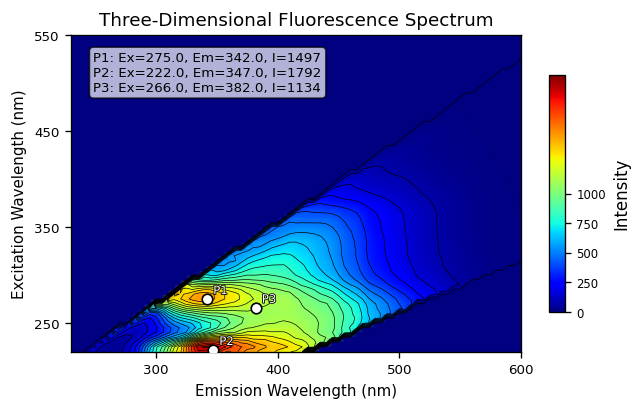 Three-Dimensional Fluorescence Spectrum
P1: Ex=275.0, Em=342.0, I=1497
P2: Ex=222.0, Em=347.0, I=1792
P3: Ex=266.0, Em=382.0, I=1134
550
450
350
250
Excitation Wavelength (nm)
P1
P3
P2
300
400
500
600
Emission Wavelength (nm)
1000
750
500
250
0
Intensity